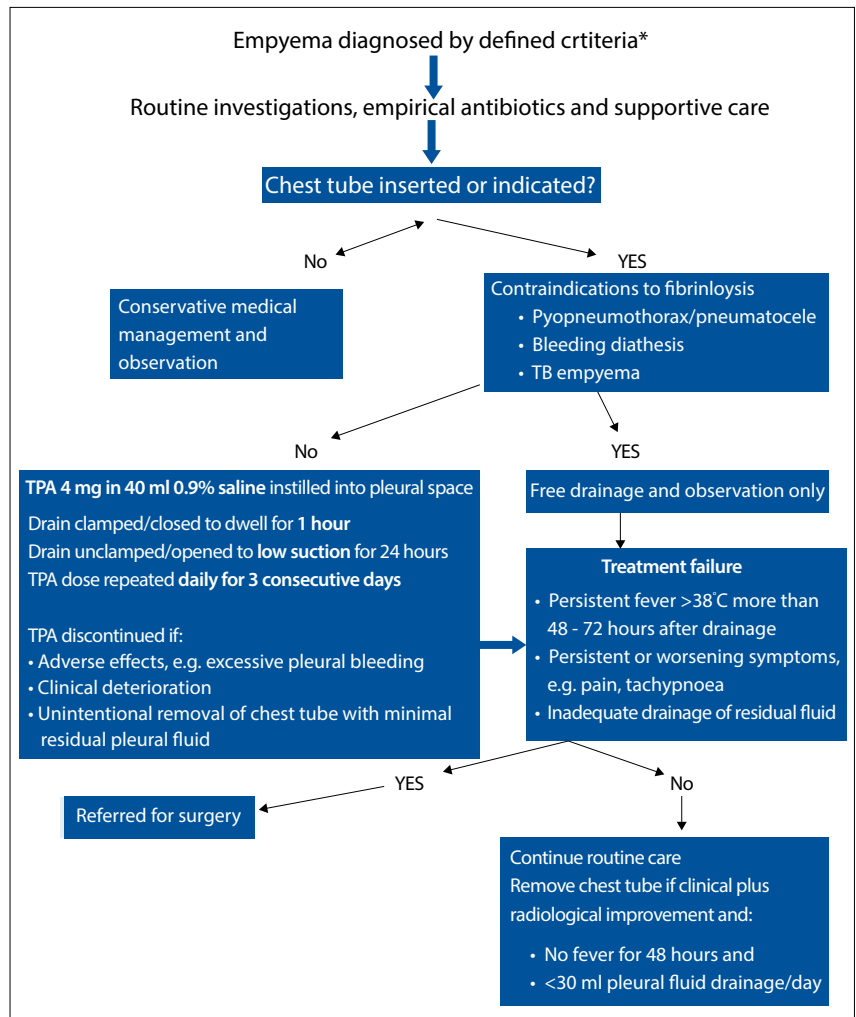 Empyema diagnosed by defined crtiteria*
Routine investigations, empirical antibiotics and supportive care
Chest tube inserted or indicated?
No
YES
Conservative medical
management and
observation
Contraindications to fibrinloysis
• Pyopneumothorax/pneumatocele
• Bleeding diathesis
• TB empyema
No
YES
TPA 4 mg in 40 ml 0.9% saline instilled into pleural space
Drain clamped/closed to dwell for 1 hour
Drain unclamped/opened to low suction for 24 hours
TPA dose repeated daily for 3 consecutive days
TPA discontinued if:
• Adverse effects, e.g. excessive pleural bleeding
• Clinical deterioration
• Unintentional removal of chest tube with minimal
residual pleural fluid
Free drainage and observation only
Treatment failure
• Persistent fever >38°C more than
48 - 72 hours after drainage
• Persistent or worsening symptoms,
e.g. pain, tachypnoea
• Inadequate drainage of residual fluid
YES
No
Referred for surgery
Continue routine care
Remove chest tube if clinical plus
radiological improvement and:
• No fever for 48 hours and
• <30 ml pleural fluid drainage/day